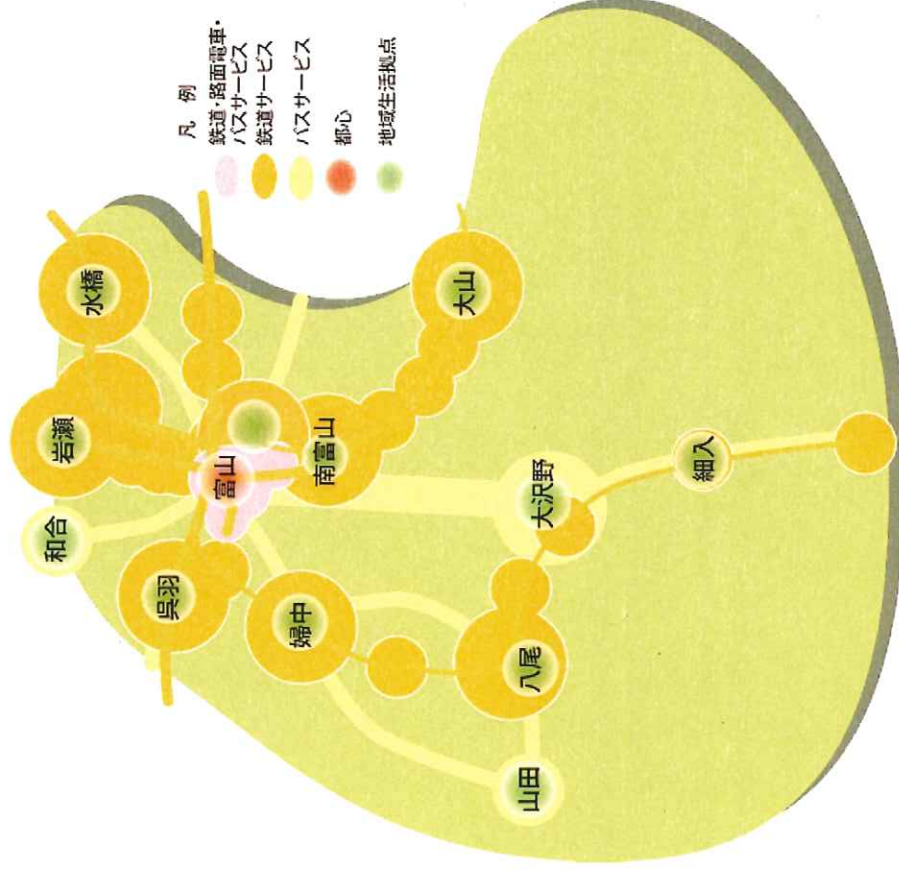 凡 例
鉄道・路面電車・
バスサービス
鉄道サービス
バスサービス
都心
地域生活拠点
水橋
岩瀬
和合
呉羽
富山
南富山
大山
婦中
八尾
山田
大沢野
細入